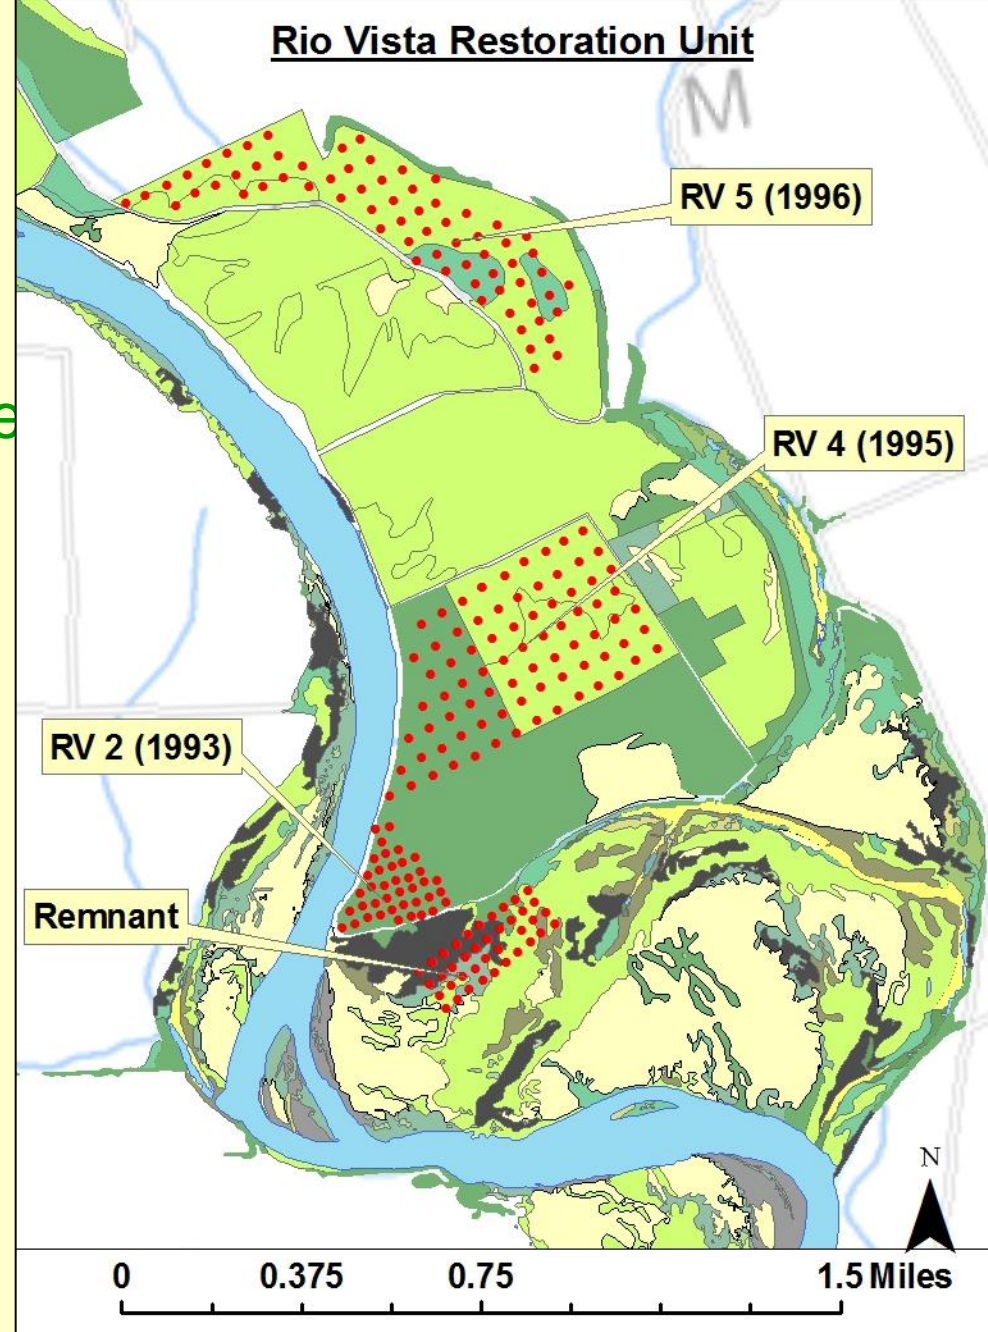 Rio Vista Restoration Unit
M
RV 5 (1996)
e
RV 4 (1995)
RV 2 (1993)
Remnant
N
0 0.375 0.75 1.5 Miles